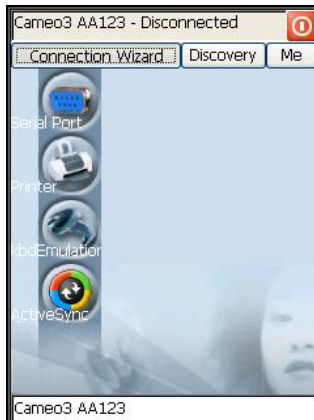 Cameo3 AA123 - Disconnected
Connection Wizard Discovery Me
Serial Port
Printer
kbdEmulation
ActiveSync
Cameo3 AA123